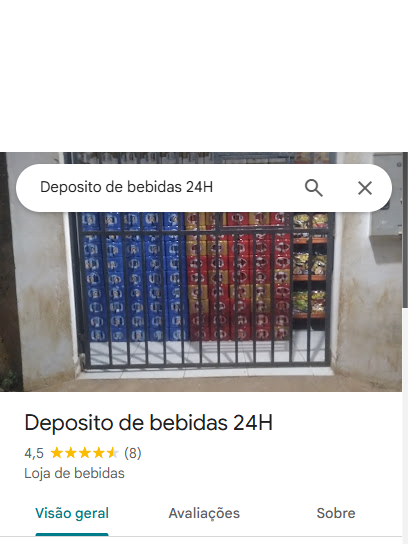 Deposito de bebidas 24H
Deposito de bebidas 24H
4,5 (8)
Loja de bebidas
Visão geral Avaliações Sobre